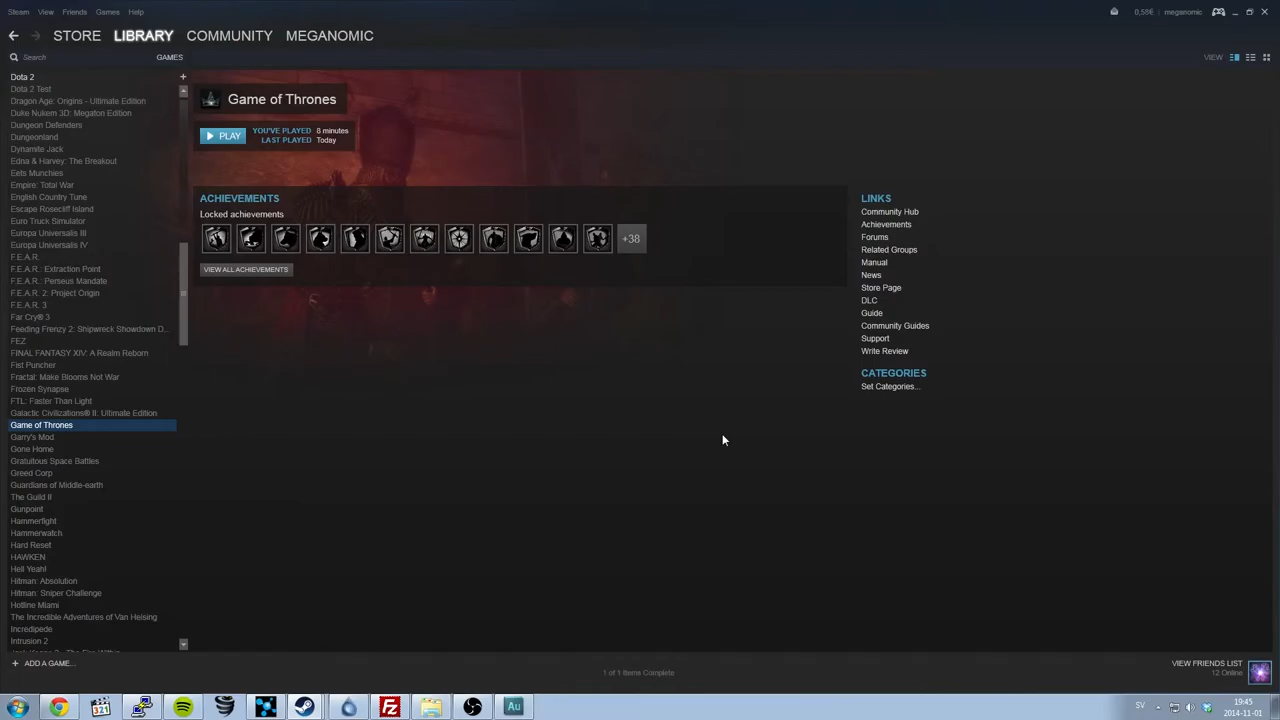 Steam View Friends Games Help
0,58€ meganomic
STORE LIBRARY COMMUNITY MEGANOMIC
Search GAMES
VIEW
Dota 2 +
Dota 2 Test
Dragon Age: Origins - Ultimate Edition
Duke Nukem 3D: Megaton Edition
Dungeon Defenders
Dungeonland
Dynamite Jack
Edna & Harvey: The Breakout
Eets Munchies
Empire: Total War
English Country Tune
Escape Rosecliff Island
Euro Truck Simulator
Europa Universalis III
Europa Universalis IV
F.E.A.R.
F.E.A.R.: Extraction Point
F.E.A.R.: Perseus Mandate
F.E.A.R. 2: Project Origin
F.E.A.R. 3
Far Cry® 3
Feeding Frenzy 2: Shipwreck Showdown D...
FEZ
FINAL FANTASY XIV: A Realm Reborn
Fist Puncher
Fractal: Make Blooms Not War
Frozen Synapse
FTL: Faster Than Light
Galactic Civilizations® II: Ultimate Edition
Game of Thrones
Garry's Mod
Gone Home
Gratuitous Space Battles
Greed Corp
Guardians of Middle-earth
The Guild II
Gunpoint
Hammerfight
Hammerwatch
Hard Reset
HAWKEN
Hell Yeah!
Hitman: Absolution
Hitman: Sniper Challenge
Hotline Miami
The Incredible Adventures of Van Helsing
Incredipede
Intrusion 2
+ ADD A GAME...
Game of Thrones
PLAY
YOU'VE PLAYED 8 minutes
LAST PLAYED Today
ACHIEVEMENTS
Locked achievements
+38
VIEW ALL ACHIEVEMENTS
LINKS
Community Hub
Achievements
Forums
Related Groups
Manual
News
Store Page
DLC
Guide
Community Guides
Support
Write Review
CATEGORIES
Set Categories...
1 of 1 Items Complete
VIEW FRIENDS LIST
12 Online
321
Fz
Au
SV
19:45
2014-11-01